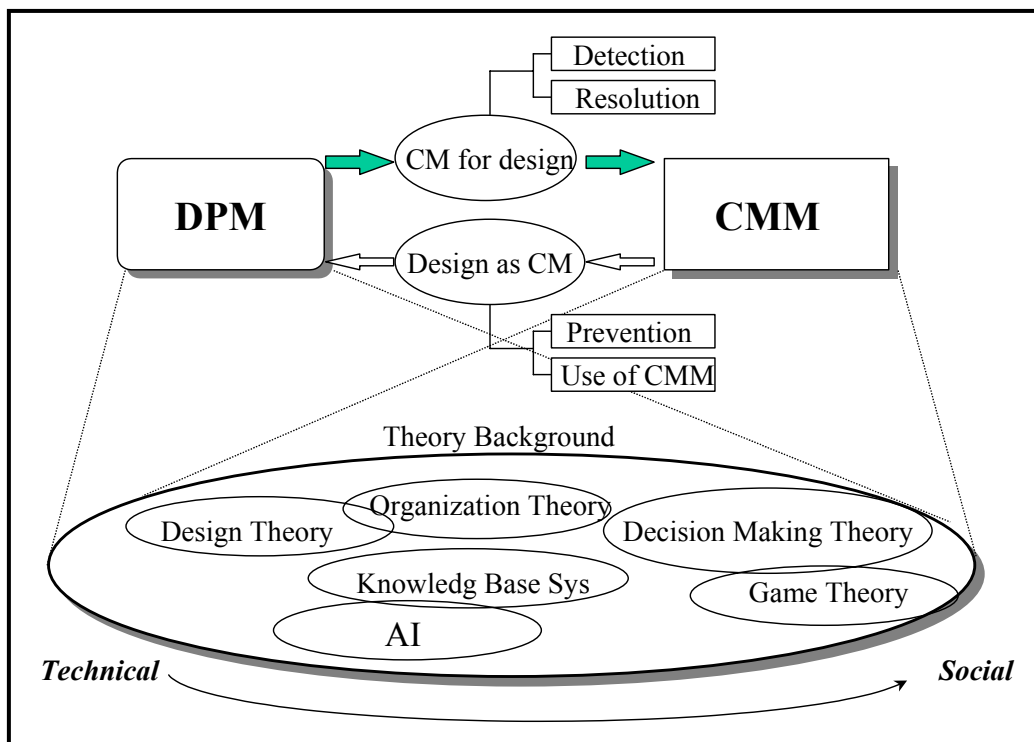 Detection
Resolution
CM for design
DPM
CMM
Design as CM
Prevention
Use of CMM
Theory Background
Organization Theory
Design Theory
Decision Making Theory
Knowledg Base Sys
Game Theory
AI
Technical
Social